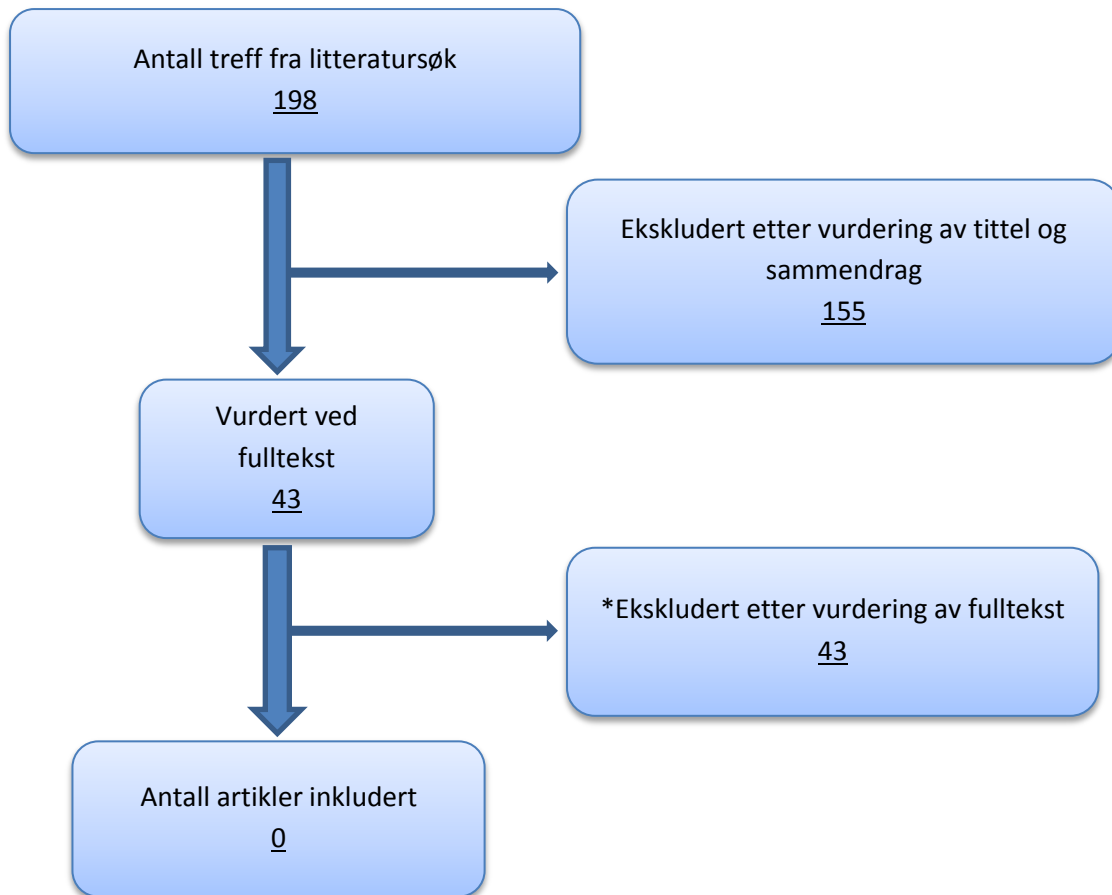 Antall treff fra litteratursøk
198
Ekskludert etter vurdering av tittel og
sammendrag
155
Vurdert ved
fulltekst
43
*Ekskludert etter vurdering av fulltekst
43
Antall artikler inkludert
0